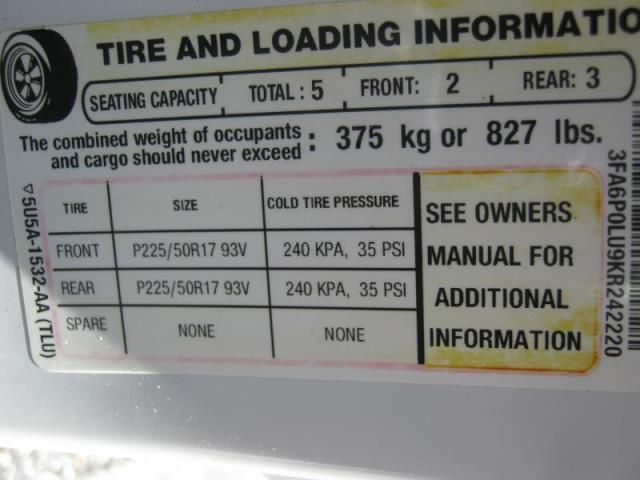 TIRE AND LOADING INFORMATIO
SEATING CAPACITY TOTAL : 5 FRONT: 2 REAR: 3
The combined weight of occupants
and cargo should never exceed : 375 kg or 827 lbs.
TIRE SIZE COLD TIRE PRESSURE
FRONT P225/50R17 93V 240 KPA, 35 PSI
REAR P225/50R17 93V 240 KPA, 35 PSI
SPARE NONE NONE
SEE OWNERS
MANUAL FOR
ADDITIONAL
INFORMATION
▽5U5A-1532-AA (TLU)
3FA6P0LU9KR242220